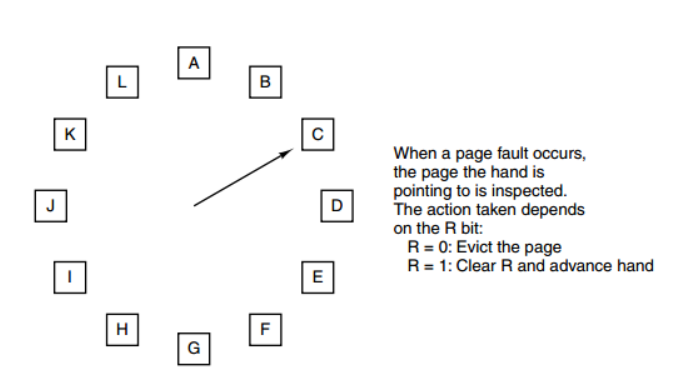 A
L
B
K
C
J
D
I
E
H
F
G
When a page fault occurs,
the page the hand is
pointing to is inspected.
The action taken depends
on the R bit:
R = 0: Evict the page
R = 1: Clear R and advance hand